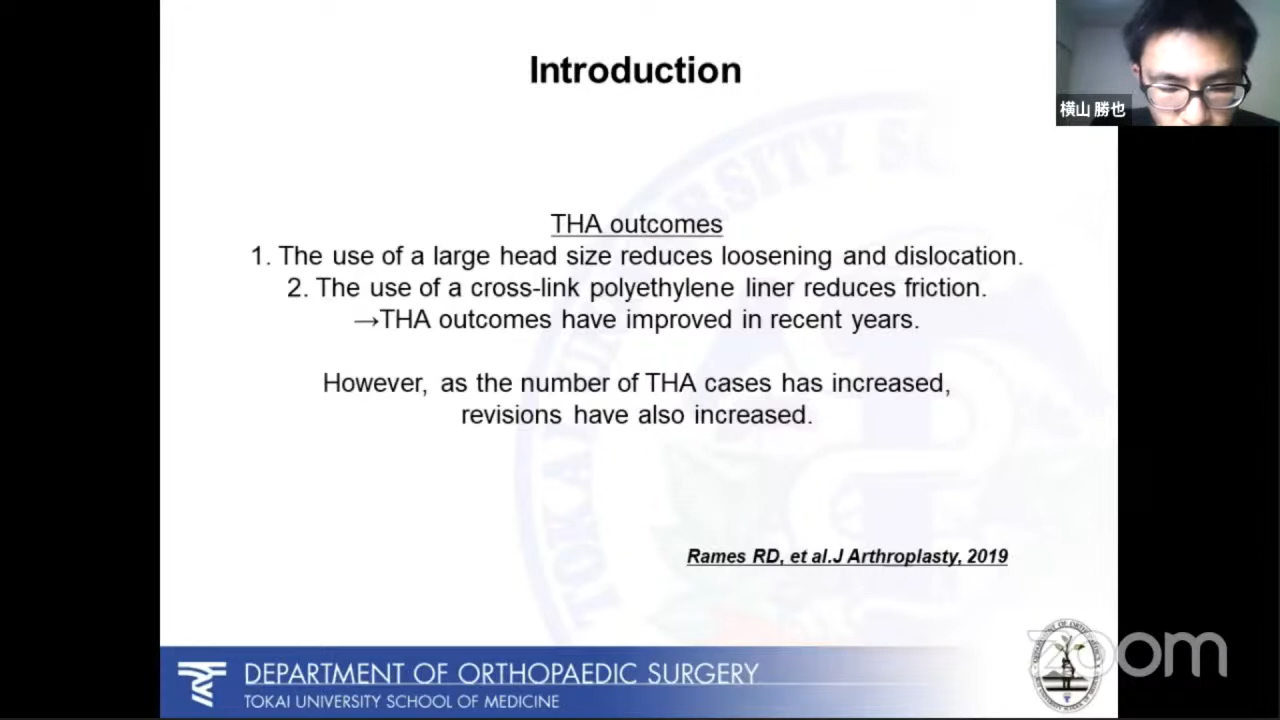 Introduction
横山 勝也
THA outcomes
1. The use of a large head size reduces loosening and dislocation.
2. The use of a cross-link polyethylene liner reduces friction.
→THA outcomes have improved in recent years.
However, as the number of THA cases has increased,
revisions have also increased.
Rames RD, et al.J Arthroplasty, 2019
DEPARTMENT OF ORTHOPAEDIC SURGERY
TOKAI UNIVERSITY SCHOOL OF MEDICINE
zoom